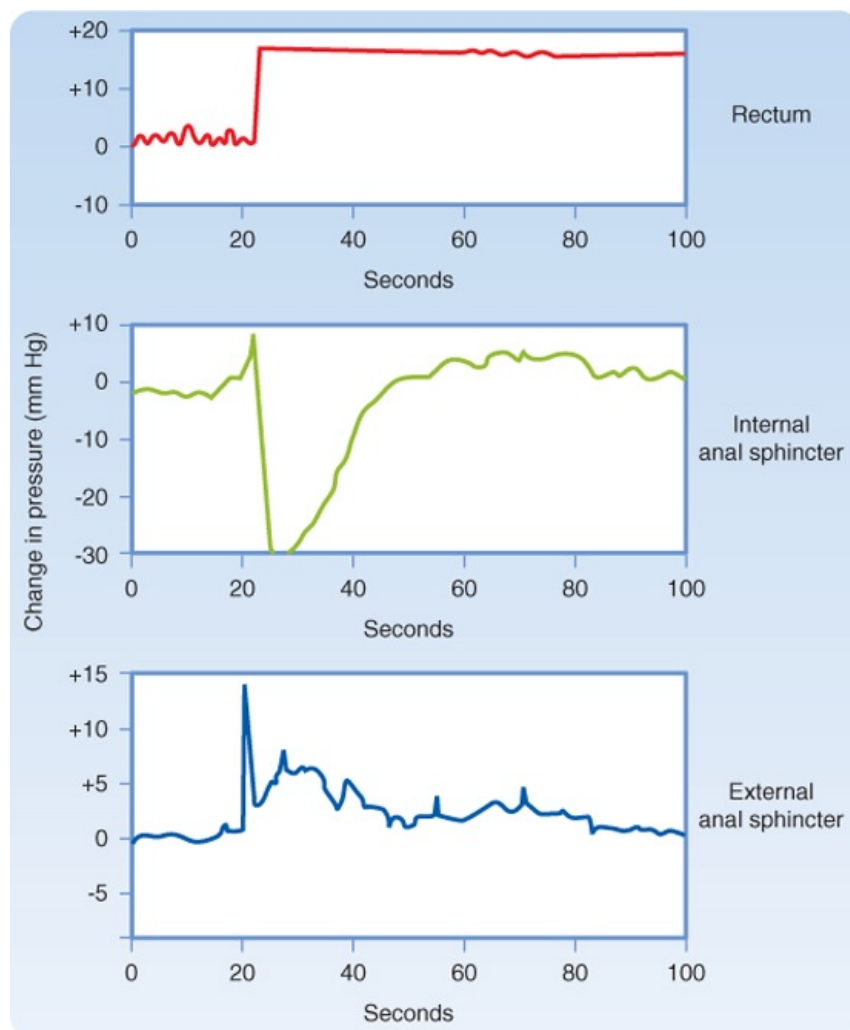 +20
+10
0
-10
0 20 40 60 80 100
Seconds
Rectum
Change in pressure (mm Hg)
+10
0
-10
-20
-30
0 20 40 60 80 100
Seconds
Internal
anal sphincter
+15
+10
+5
0
-5
0 20 40 60 80 100
Seconds
External
anal sphincter